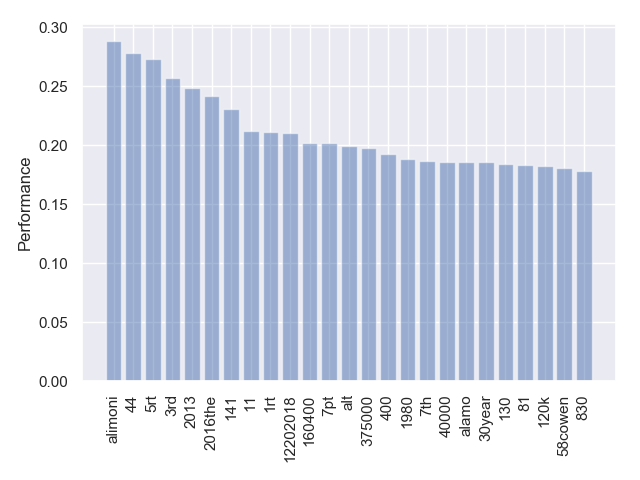 0.30
0.25
0.20
0.15
0.10
0.05
0.00
Performance
alimoni
44
5rt
3rd
2013
2016the
141
11
1rt
12202018
160400
7pt
alt
375000
400
1980
7th
40000
alamo
30year
130
81
120k
58cowen
830